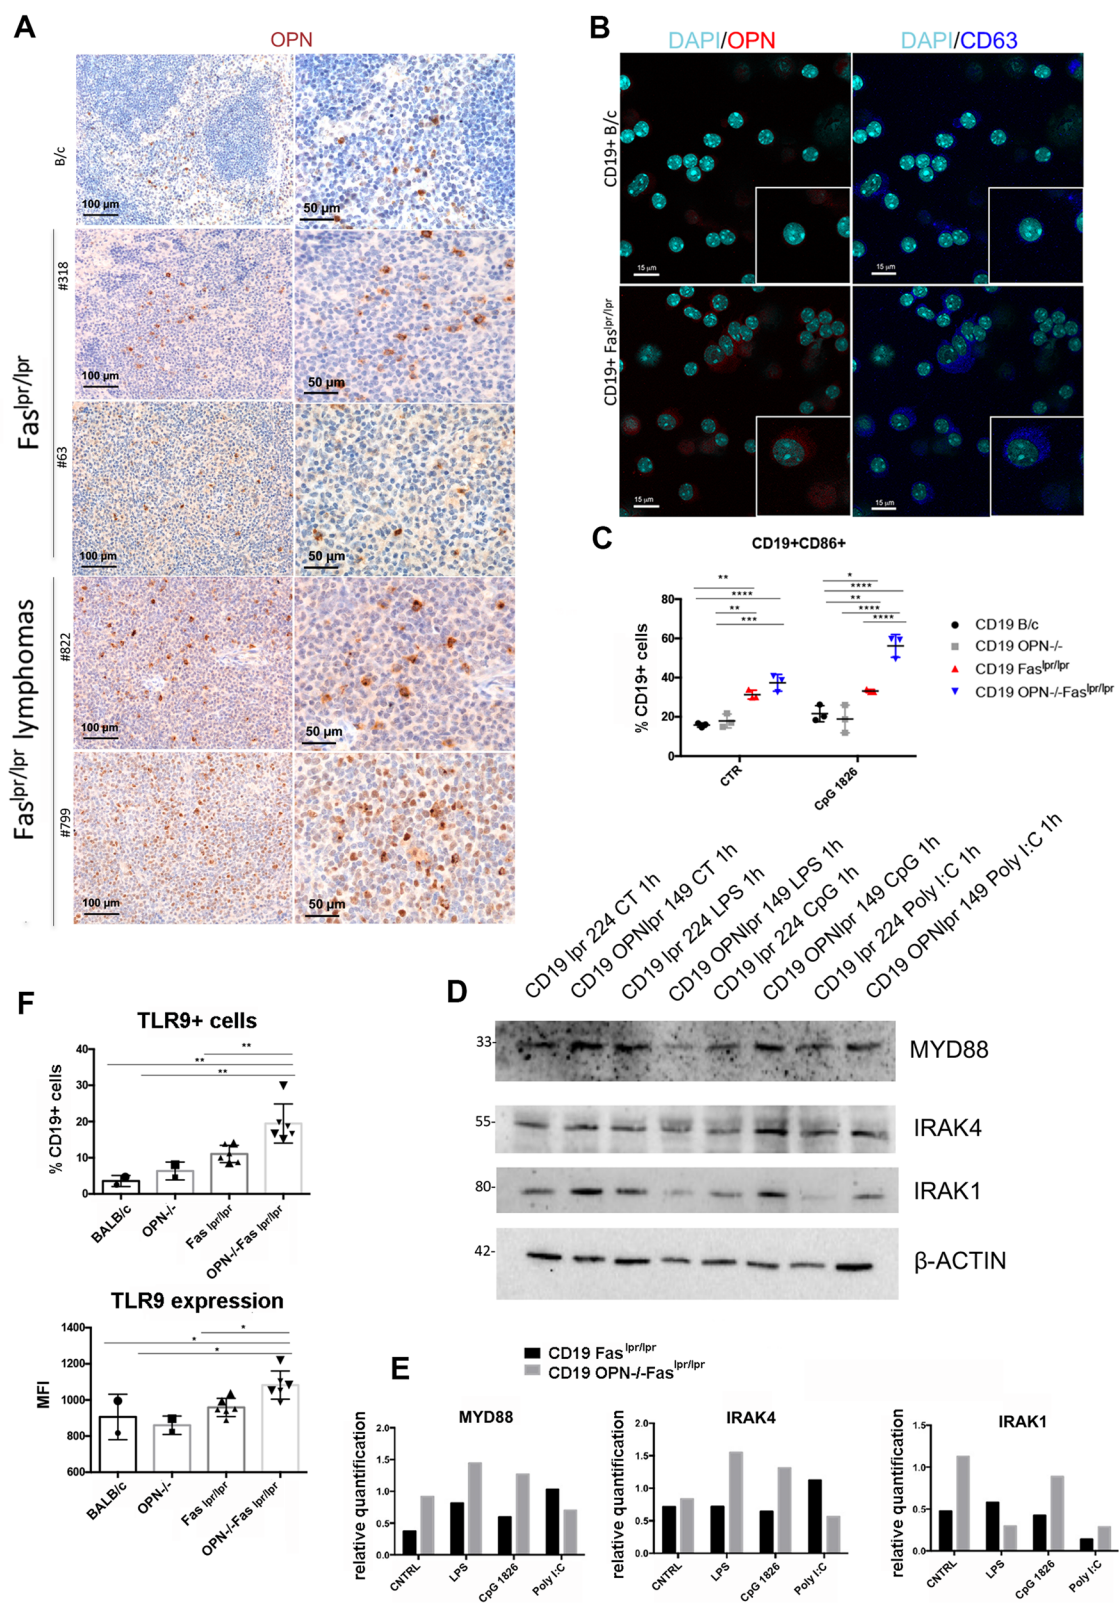 A
OPN
B/c
100 µm
50 µm
Fas lpr/lpr
#318
100 µm
50 µm
#63
100 µm
50 µm
Fas lpr/lpr lymphomas
#822
100 µm
50 µm
#799
100 µm
50 µm
B
DAPI/OPN
DAPI/CD63
CD19+ B/c
15 µm
15 µm
CD19+ Fas lpr/lpr
15 µm
15 µm
C
CD19+CD86+
** * **** **** ** ** **** *** ****
% CD19+ cells
80
60
40
20
0
CTR
CpG 1826
CD19 B/c
CD19 OPN-/-
CD19 Fas lpr/lpr
CD19 OPN-/-Fas lpr/lpr
D
CD19 lpr 224 CT 1h
CD19 OPNlpr 149 CT 1h
CD19 lpr 224 LPS 1h
CD19 OPNlpr 149 LPS 1h
CD19 lpr 224 CpG 1h
CD19 OPNlpr 149 CpG 1h
CD19 lpr 224 Poly I:C 1h
CD19 OPNlpr 149 Poly I:C 1h
33- MYD88
55- IRAK4
80- IRAK1
42- β-ACTIN
E
CD19 Fas lpr/lpr
CD19 OPN-/-Fas lpr/lpr
MYD88
relative quantification
2.0
1.5
1.0
0.5
0.0
CNTRL
LPS
CpG 1826
Poly I:C
IRAK4
relative quantification
2.0
1.5
1.0
0.5
0.0
CNTRL
LPS
CpG 1826
Poly I:C
IRAK1
relative quantification
1.5
1.0
0.5
0.0
CNTRL
LPS
CpG 1826
Poly I:C
F
TLR9+ cells
** ** **
% CD19+ cells
40
30
20
10
0
BALB/c
OPN-/-
Fas lpr/lpr
OPN-/-Fas lpr/lpr
TLR9 expression
* * *
MFI
1400
1200
1000
800
600
BALB/c
OPN-/-
Fas lpr/lpr
OPN-/-Fas lpr/lpr